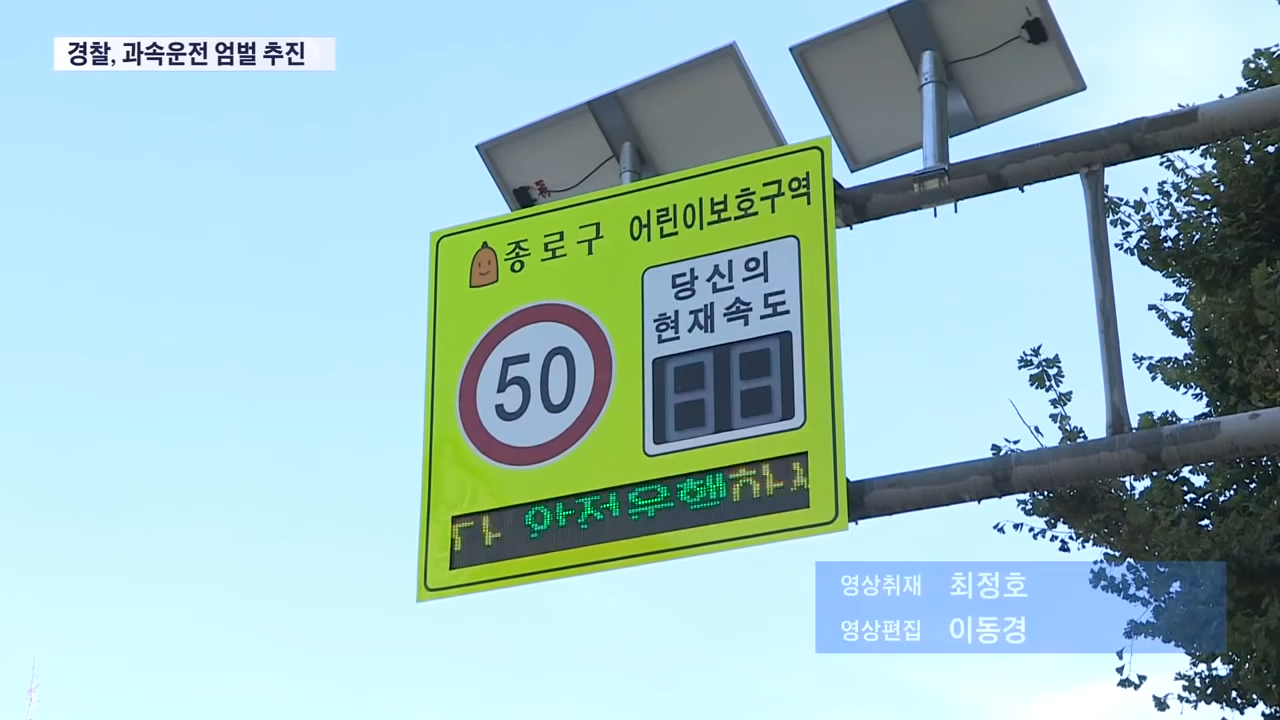 경찰, 과속운전 엄벌 추진
종로구 어린이보호구역
당신의
현재속도
50
안전운행
영상취재 최정호
영상편집 이동경